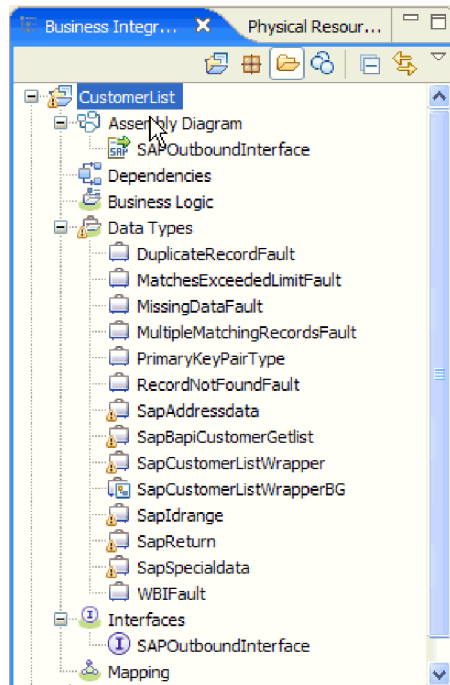 Business Integr... Physical Resour...
CustomerList
Assembly Diagram
SAP SAPOutboundInterface
Dependencies
Business Logic
Data Types
DuplicateRecordFault
MatchesExceededLimitFault
MissingDataFault
MultipleMatchingRecordsFault
PrimaryKeyPairType
RecordNotFoundFault
SapAddressdata
SapBapiCustomerGetlist
SapCustomerListWrapper
SapCustomerListWrapperBG
SapIdrange
SapReturn
SapSpecialdata
WBIFault
I Interfaces
I SAPOutboundInterface
Mapping